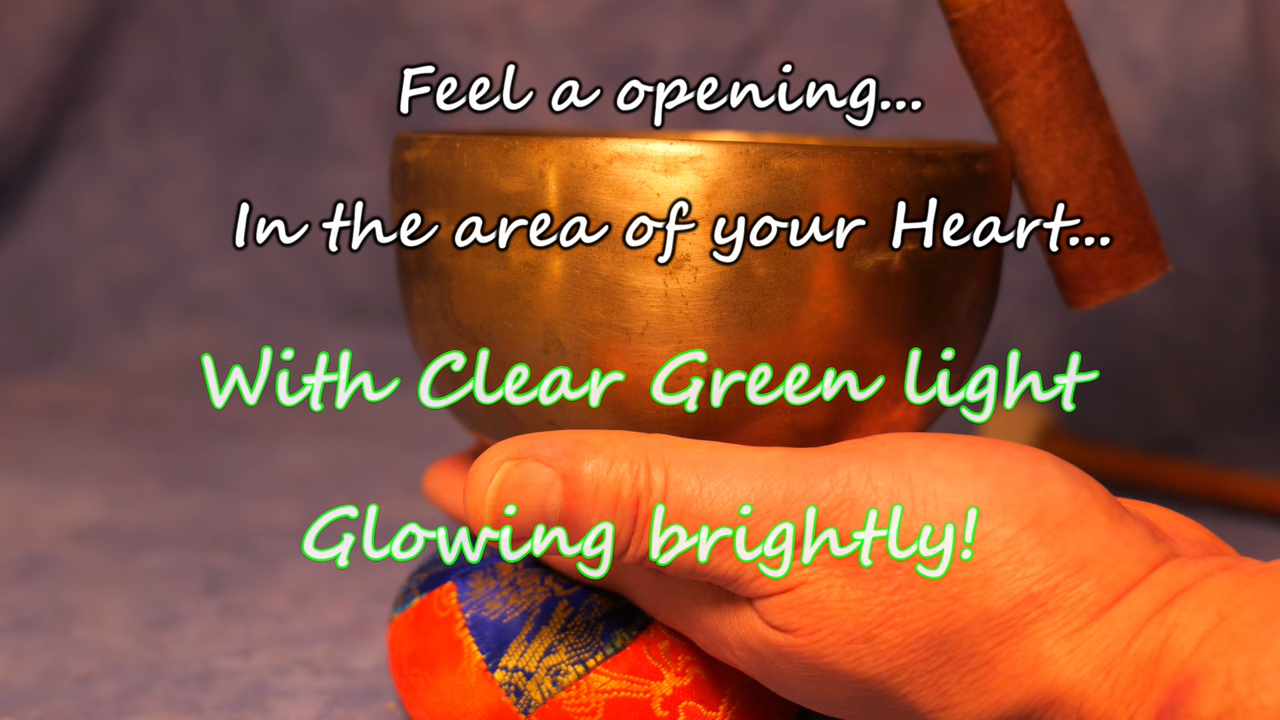 Feel a opening...
In the area of your Heart...
With Clear Green light
Glowing brightly!